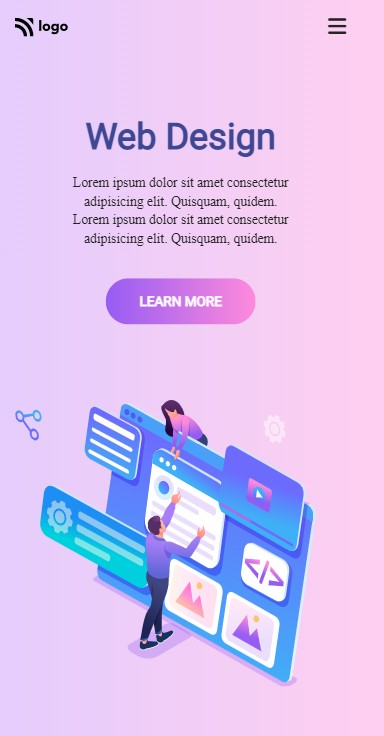 logo
Web Design
Lorem ipsum dolor sit amet consectetur
adipisicing elit. Quisquam, quidem.
Lorem ipsum dolor sit amet consectetur
adipisicing elit. Quisquam, quidem.
LEARN MORE
</>